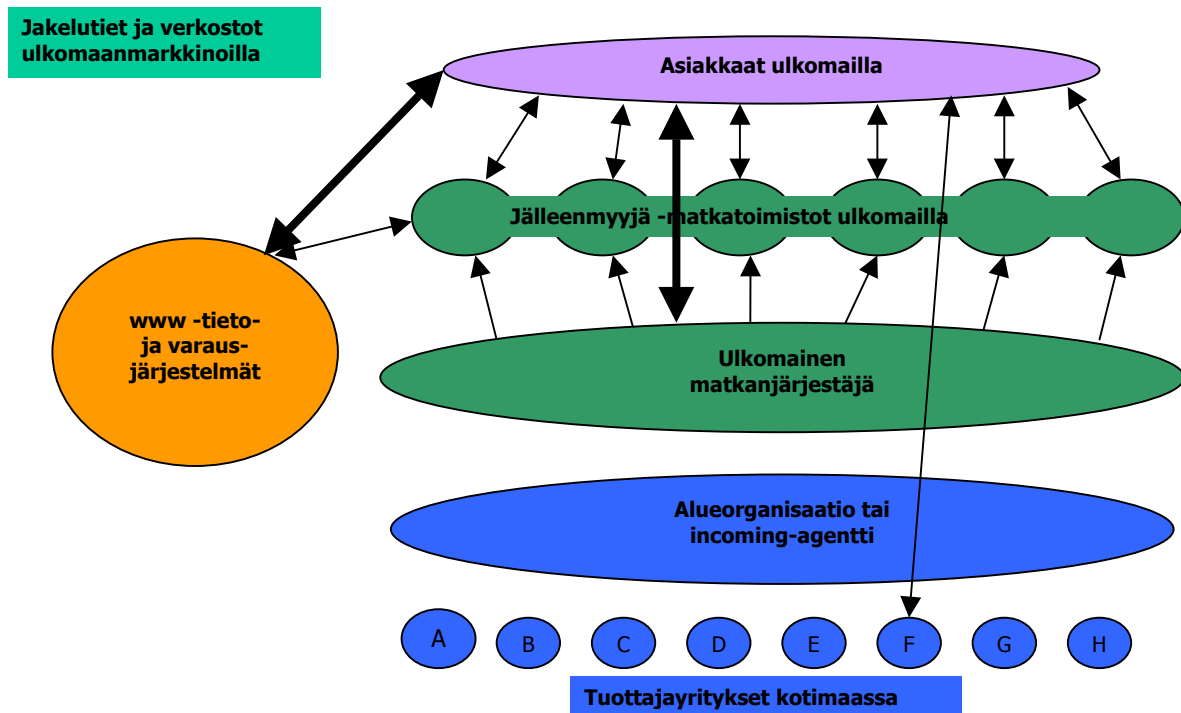 Jakelutiet ja verkostot
ulkomaanmarkkinoilla
Asiakkaat ulkomailla
Jälleenmyyjä -matkatoimistot ulkomailla
www -tieto-
ja varaus-
järjestelmät
Ulkomainen
matkanjärjestäjä
Alueorganisaatio tai
incoming-agentti
A B C D E F G H
Tuottajayritykset kotimaassa